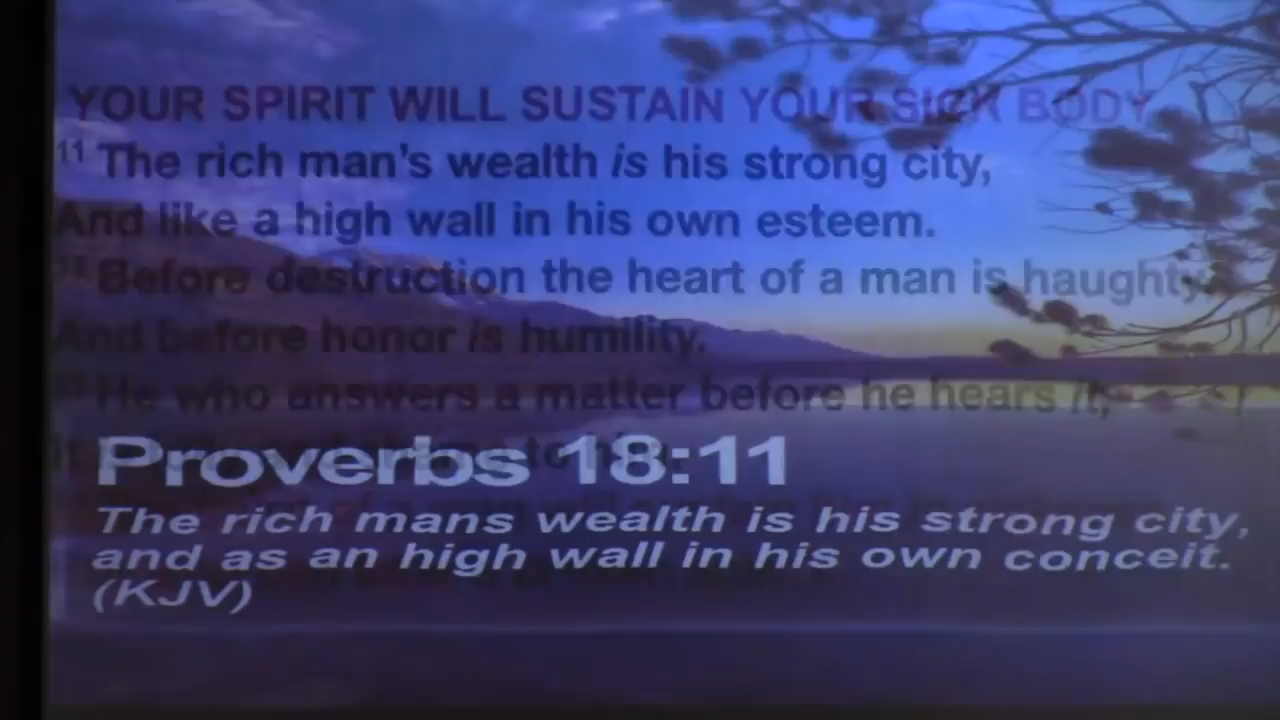 YOUR SPIRIT WILL SUSTAIN YOUR SICK BODY
11 The rich man's wealth is his strong city,
And like a high wall in his own esteem.
12 Before destruction the heart of a man is haughty,
And before honor is humility.
13 He who answers a matter before he hears it,
It to him.
Proverbs 18:11
The rich mans wealth is his strong city,
and as an high wall in his own conceit.
(KJV)